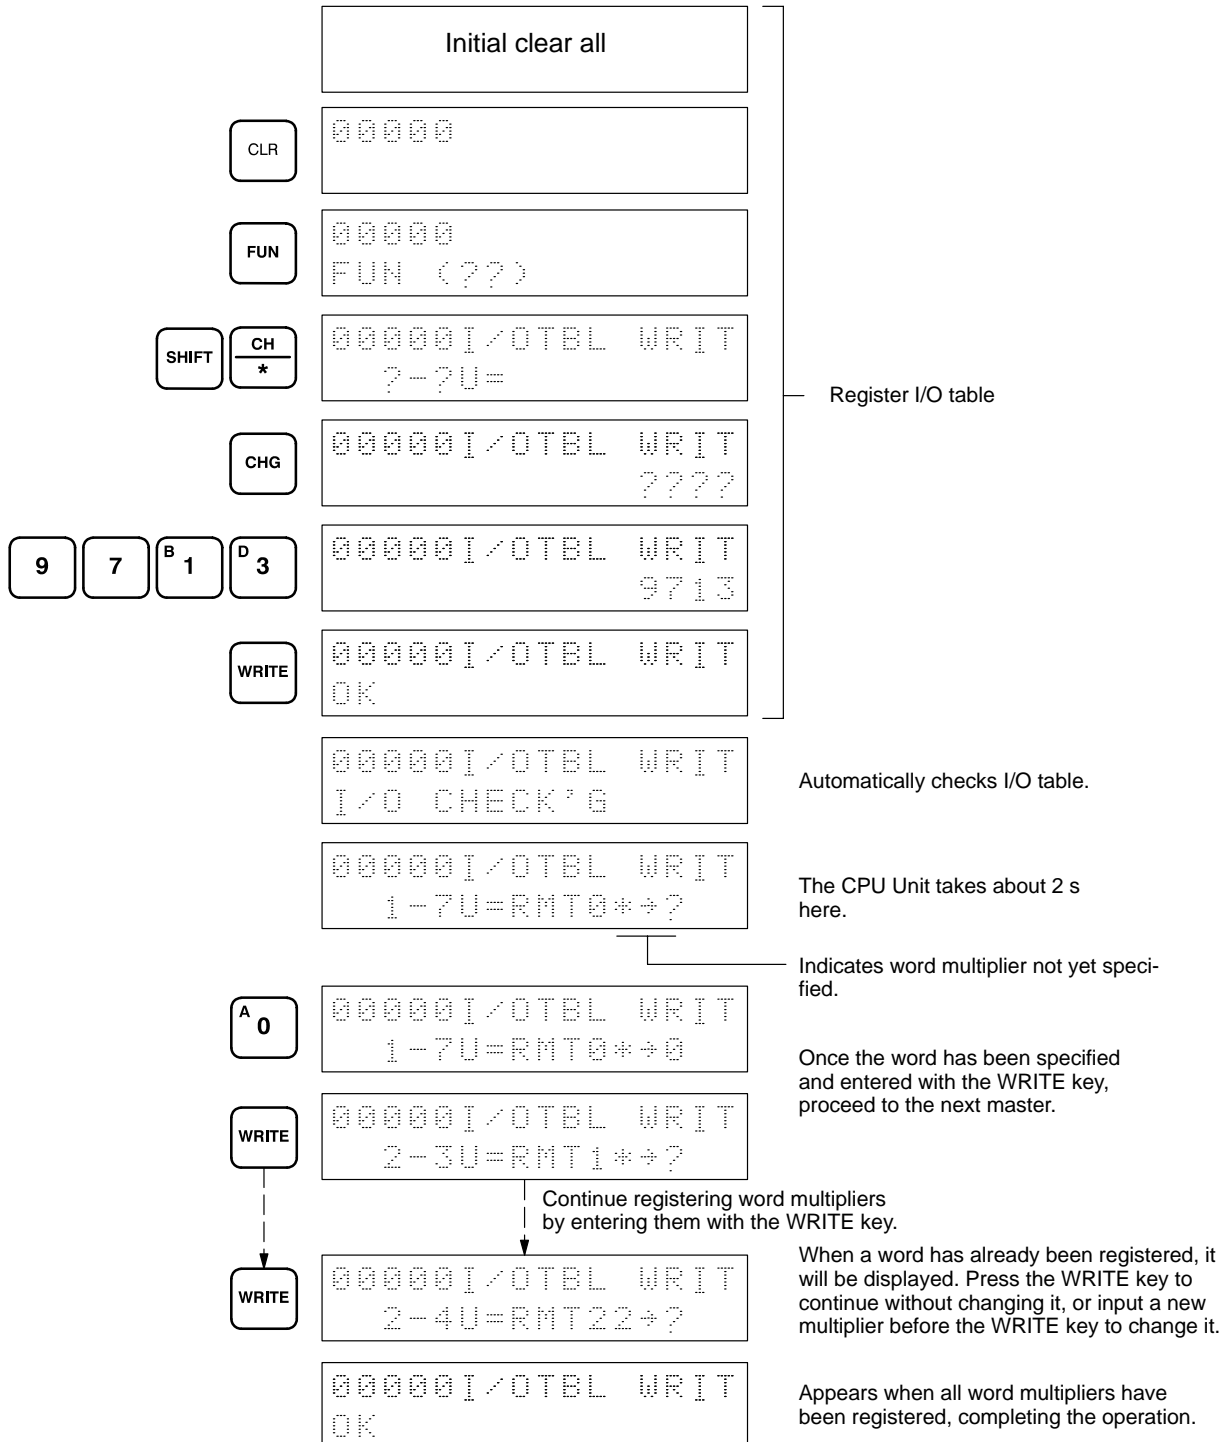 Initial clear all
CLR
00000
FUN
00000
FUN (??)
SHIFT
CH
*
00000I/OTBL WRIT
?-?U=
Register I/O table
CHG
00000I/OTBL WRIT
????
9 7 B 1 D 3
00000I/OTBL WRIT
9713
WRITE
00000I/OTBL WRIT
OK
00000I/OTBL WRIT
I/O CHECK'G
Automatically checks I/O table.
00000I/OTBL WRIT
1-7U=RMT0*→?
The CPU Unit takes about 2 s
here.
Indicates word multiplier not yet speci-
fied.
A 0
00000I/OTBL WRIT
1-7U=RMT0*→0
Once the word has been specified
and entered with the WRITE key,
proceed to the next master.
WRITE
00000I/OTBL WRIT
2-3U=RMT1*→?
Continue registering word multipliers
by entering them with the WRITE key.
WRITE
00000I/OTBL WRIT
2-4U=RMT22→?
When a word has already been registered, it
will be displayed. Press the WRITE key to
continue without changing it, or input a new
multiplier before the WRITE key to change it.
00000I/OTBL WRIT
OK
Appears when all word multipliers have
been registered, completing the operation.